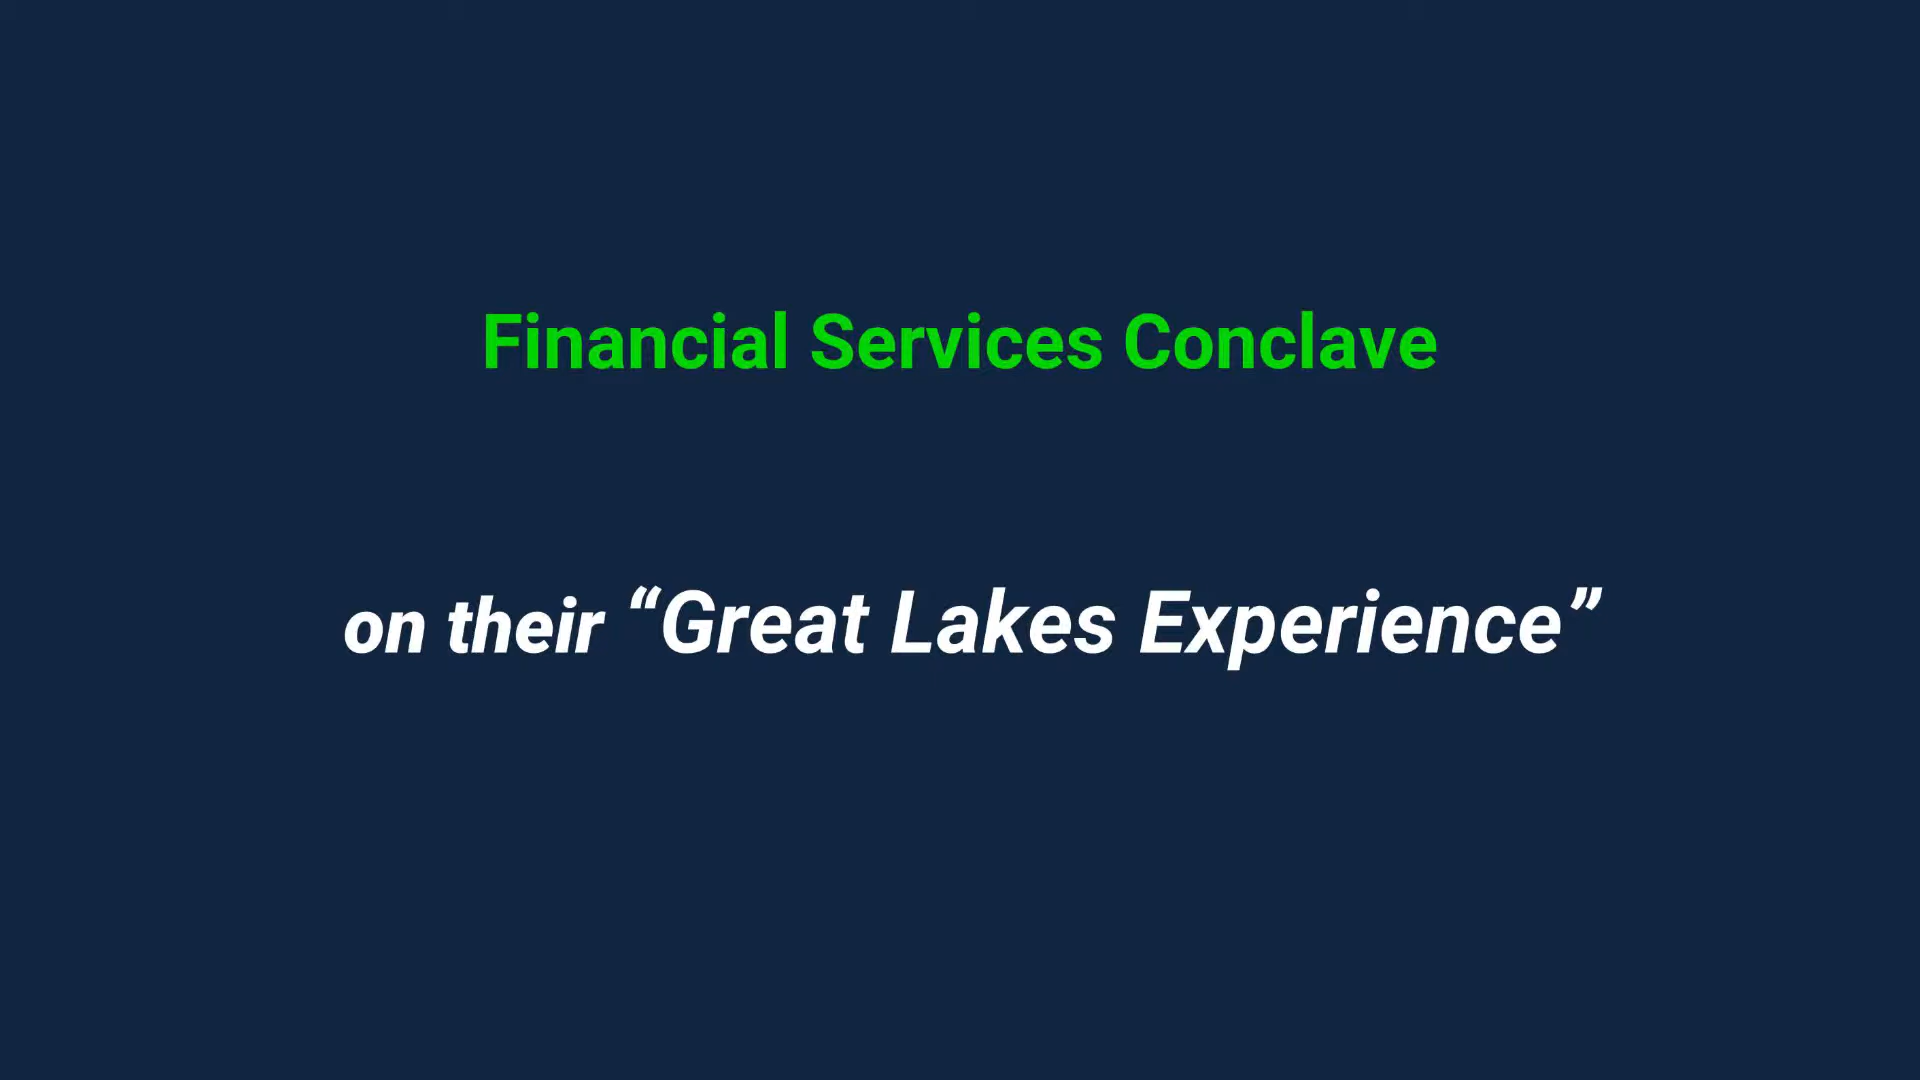 Financial Services Conclave
on their “Great Lakes Experience”